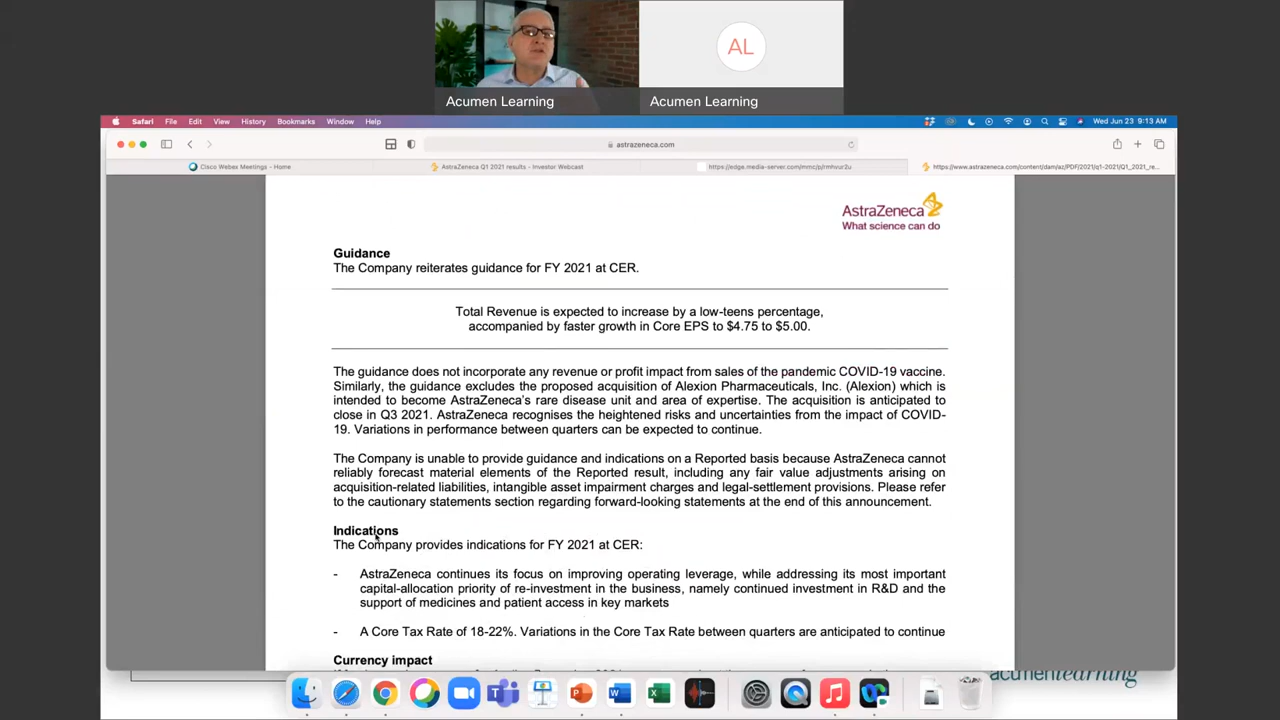 AL
Acumen Learning
Acumen Learning
Safari File Edit View History Bookmarks Window Help
Wed Jun 23 9:13 AM
astrazeneca.com
Cisco Webex Meetings - Home
AstraZeneca Q1 2021 results - Investor Webcast
https://edge.media-server.com/mmc/p/rmhvur2u
https://www.astrazeneca.com/content/dam/az/PDF/2021/q1-2021/Q1_2021_re...
AstraZeneca
What science can do
Guidance
The Company reiterates guidance for FY 2021 at CER.
Total Revenue is expected to increase by a low-teens percentage,
accompanied by faster growth in Core EPS to $4.75 to $5.00.
The guidance does not incorporate any revenue or profit impact from sales of the pandemic COVID-19 vaccine.
Similarly, the guidance excludes the proposed acquisition of Alexion Pharmaceuticals, Inc. (Alexion) which is
intended to become AstraZeneca's rare disease unit and area of expertise. The acquisition is anticipated to
close in Q3 2021. AstraZeneca recognises the heightened risks and uncertainties from the impact of COVID-
19. Variations in performance between quarters can be expected to continue.
The Company is unable to provide guidance and indications on a Reported basis because AstraZeneca cannot
reliably forecast material elements of the Reported result, including any fair value adjustments arising on
acquisition-related liabilities, intangible asset impairment charges and legal-settlement provisions. Please refer
to the cautionary statements section regarding forward-looking statements at the end of this announcement.
Indications
The Company provides indications for FY 2021 at CER:
- AstraZeneca continues its focus on improving operating leverage, while addressing its most important
capital-allocation priority of re-investment in the business, namely continued investment in R&D and the
support of medicines and patient access in key markets
- A Core Tax Rate of 18-22%. Variations in the Core Tax Rate between quarters are anticipated to continue
Currency impact
acumenlearning